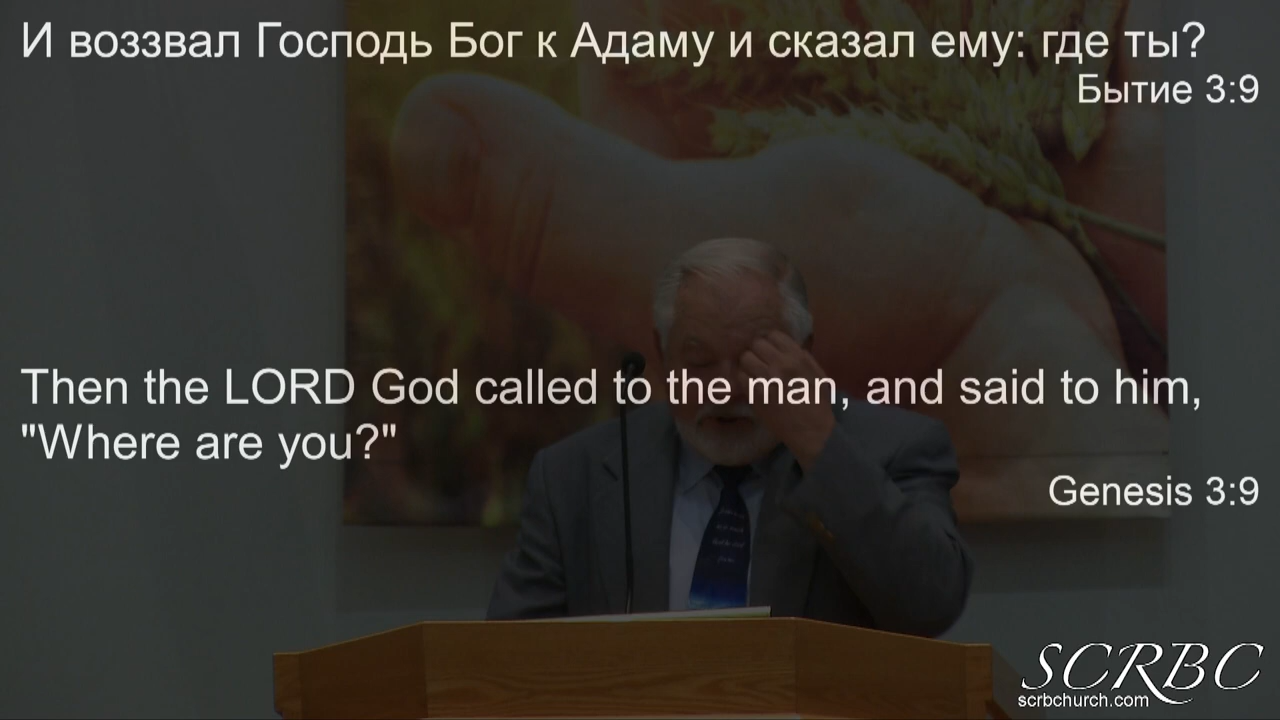 И воззвал Господь Бог к Адаму и сказал ему: где ты?
Бытие 3:9
Then the LORD God called to the man, and said to him,
"Where are you?"
Genesis 3:9
SCRBC
scrbchurch.com